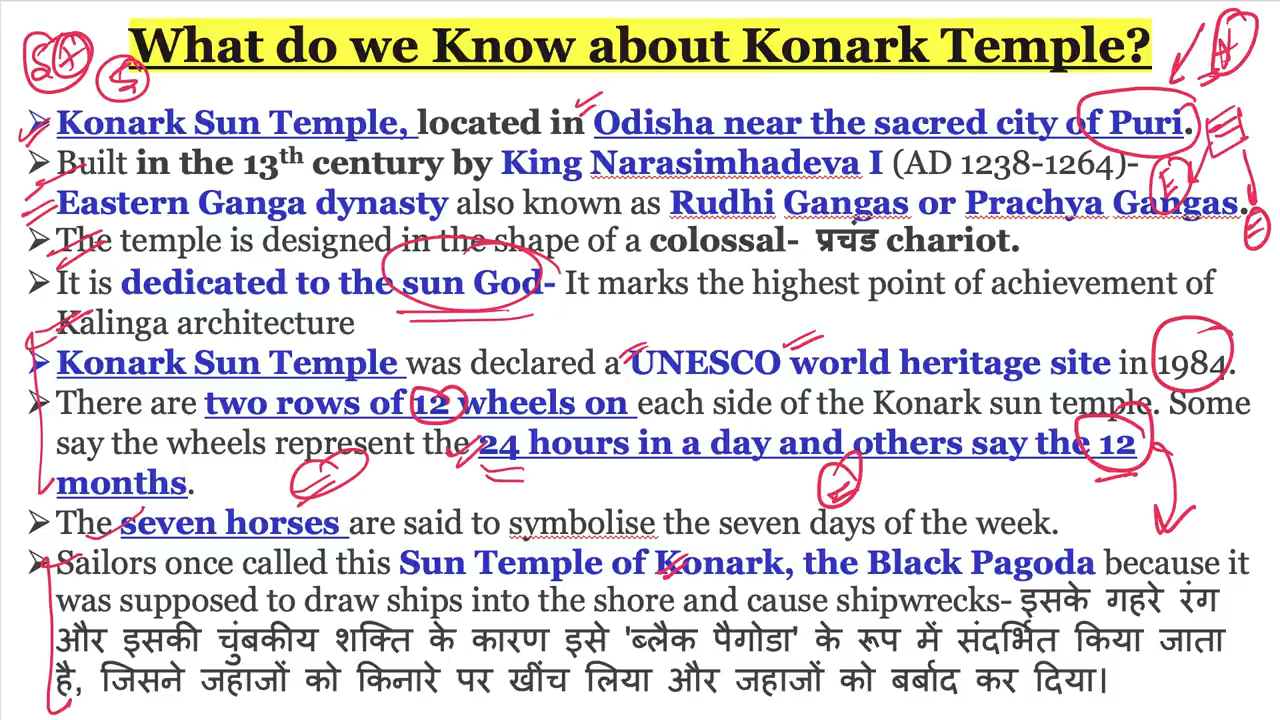 What do we Know about Konark Temple?
➤ Konark Sun Temple, located in Odisha near the sacred city of Puri.
➤ Built in the 13th century by King Narasimhadeva I (AD 1238-1264)-
Eastern Ganga dynasty also known as Rudhi Gangas or Prachya Gangas.
➤ The temple is designed in the shape of a colossal- प्रचंड chariot.
➤ It is dedicated to the sun God- It marks the highest point of achievement of
Kalinga architecture
➤ Konark Sun Temple was declared a UNESCO world heritage site in 1984.
➤ There are two rows of 12 wheels on each side of the Konark sun temple. Some
say the wheels represent the 24 hours in a day and others say the 12
months.
➤ The seven horses are said to symbolise the seven days of the week.
➤ Sailors once called this Sun Temple of Konark, the Black Pagoda because it
was supposed to draw ships into the shore and cause shipwrecks- इसके गहरे रंग
और इसकी चुंबकीय शक्ति के कारण इसे 'ब्लैक पैगोडा' के रूप में संदर्भित किया जाता
है, जिसने जहाजों को किनारे पर खींच लिया और जहाजों को बर्बाद कर दिया।